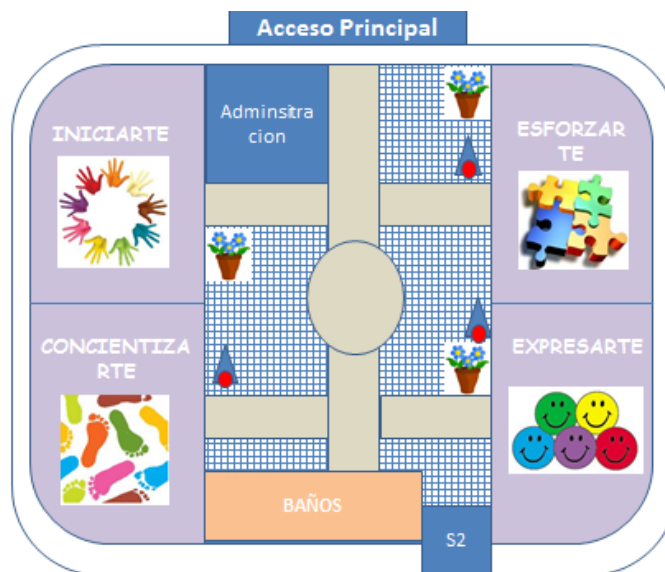 Acceso Principal
Adminsitra
cion
INICIARTE
ESFORZAR
TE
CONCIENTIZA
RTE
EXPRESARTE
BAÑOS
S2